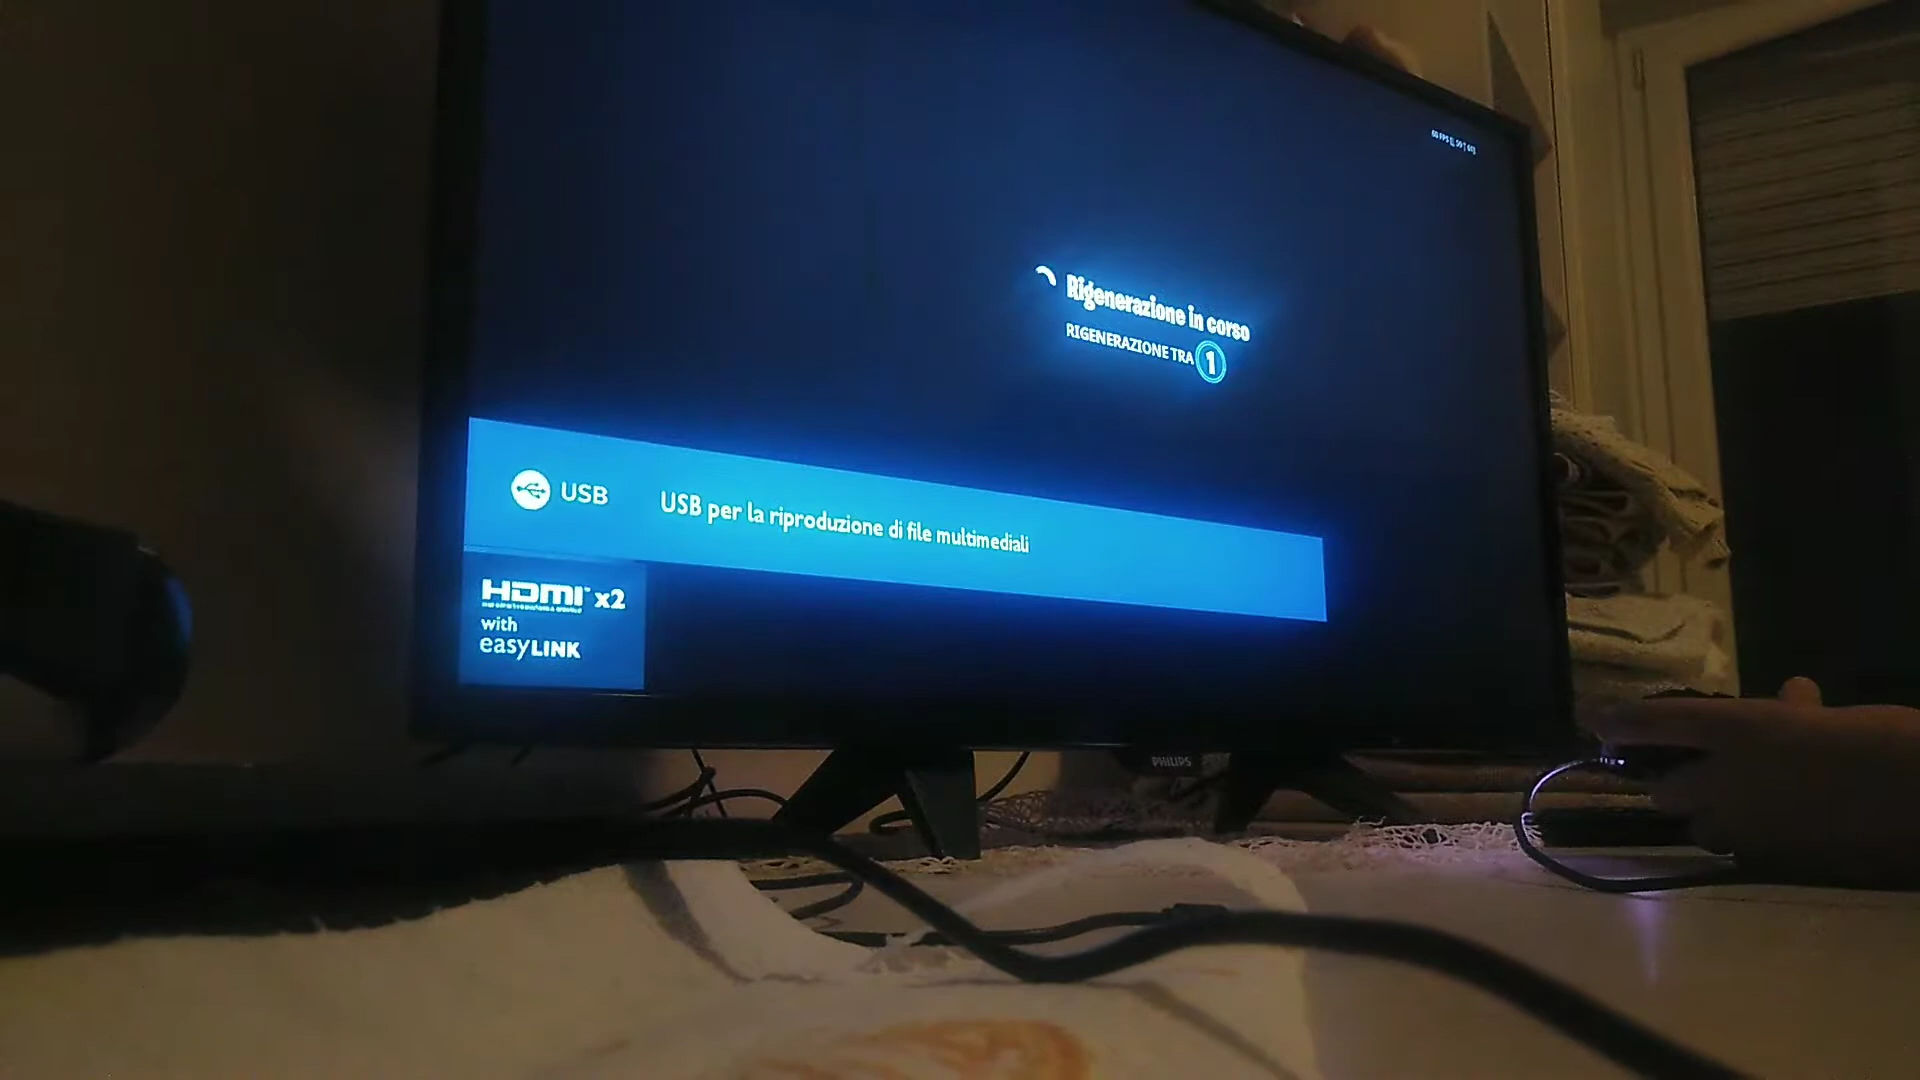 Rigenerazione in corso
RIGENERAZIONE TRA 1
USB USB per la riproduzione di file multimediali
HDMI x2
with
easyLINK
PHILIPS